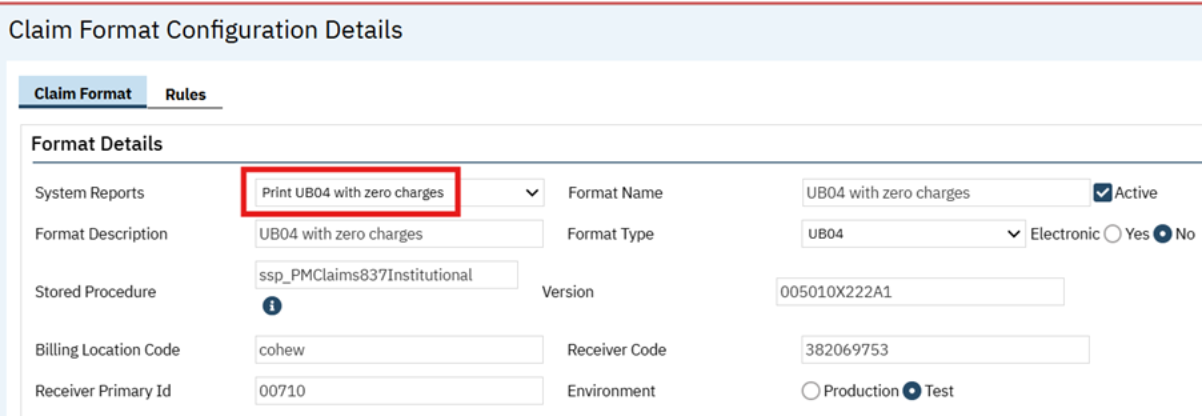 Claim Format Configuration Details
Claim Format Rules
Format Details
System Reports Print UB04 with zero charges Format Name UB04 with zero charges Active
Format Description UB04 with zero charges Format Type UB04 Electronic Yes No
Stored Procedure ssp_PMClaims837Institutional Version 005010X222A1
Billing Location Code cohew Receiver Code 382069753
Receiver Primary Id 00710 Environment Production Test